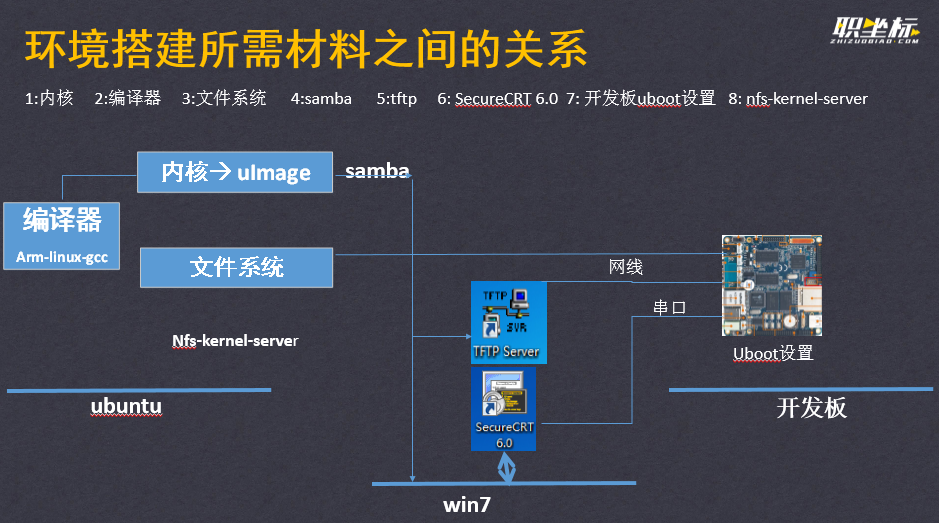 职坐标
ZHIZUOBIAO.COM
环境搭建所需材料之间的关系
1:内核 2:编译器 3:文件系统 4:samba 5:tftp 6: SecureCRT 6.0 7: 开发板uboot设置 8: nfs-kernel-server
内核→ uImage
samba
编译器
Arm-linux-gcc
文件系统
网线
TFTP
SVR
TFTP Server
串口
Nfs-kernel-server
Uboot设置
SecureCRT
6.0
ubuntu
开发板
win7